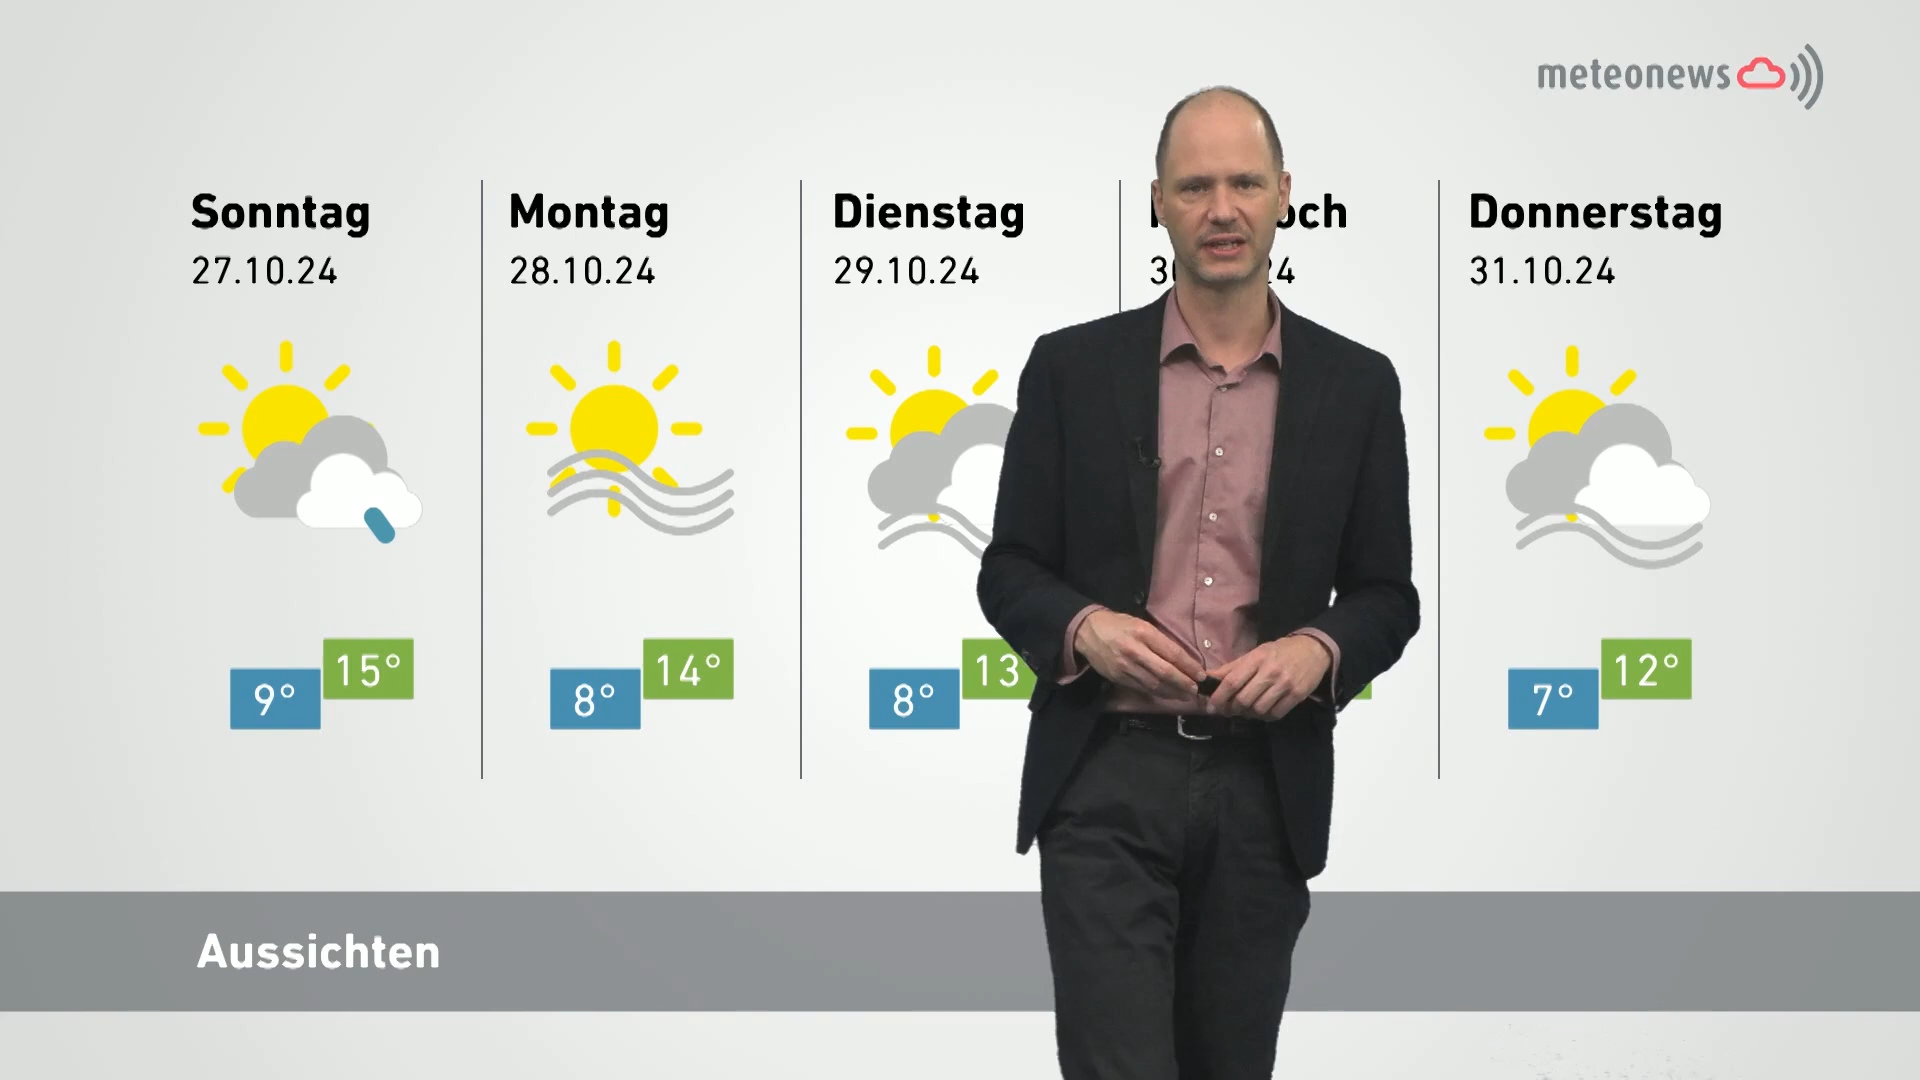 meteonews
Sonntag
27.10.24
Montag
28.10.24
Dienstag
29.10.24
Donnerstag
31.10.24
9°
15°
8°
14°
8°
13
7°
12°
Aussichten